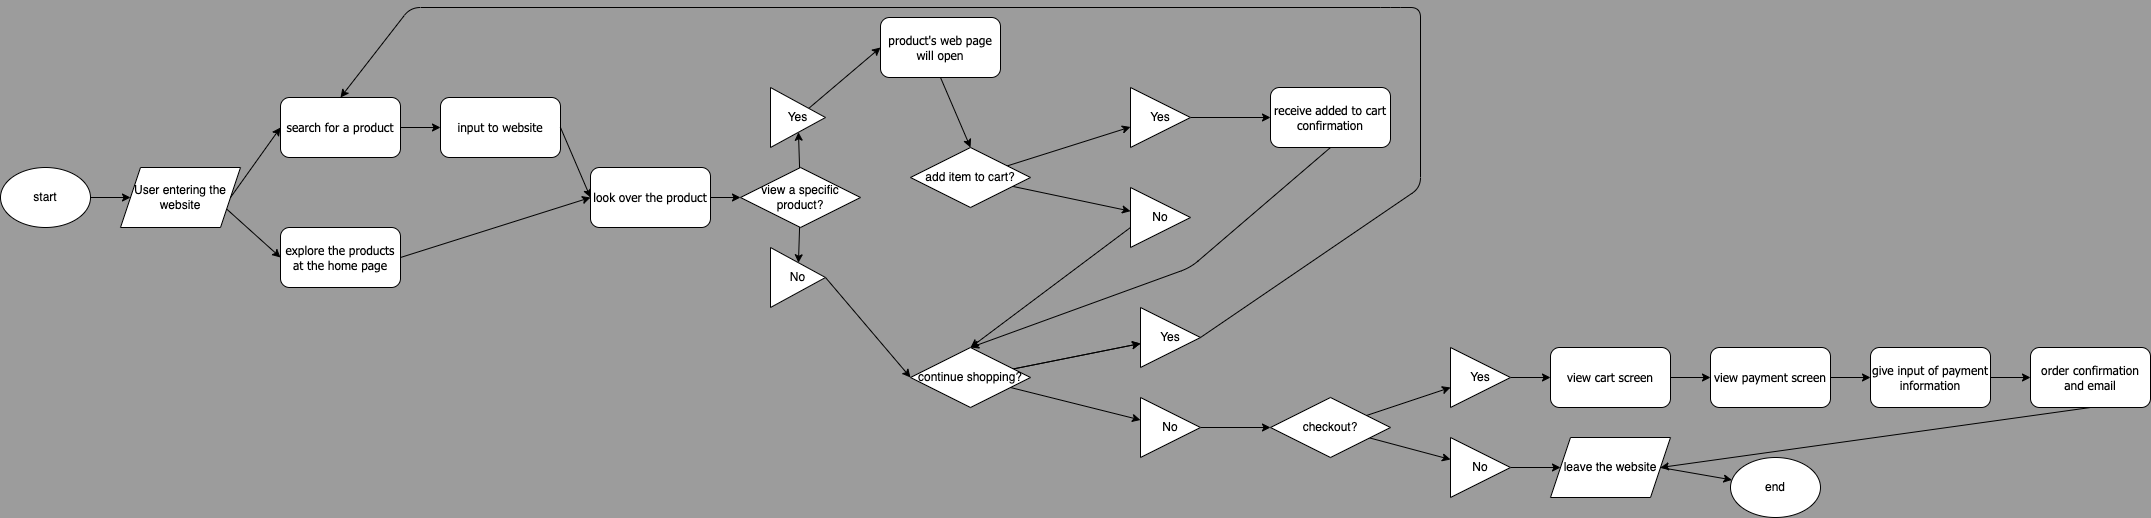 start
User entering the
website
search for a product
input to website
explore the products
at the home page
look over the product
view a specific
product?
Yes
No
product's web page
will open
add item to cart?
Yes
No
receive added to cart
confirmation
continue shopping?
Yes
No
checkout?
Yes
No
view cart screen
view payment screen
give input of payment
information
order confirmation
and email
leave the website
end